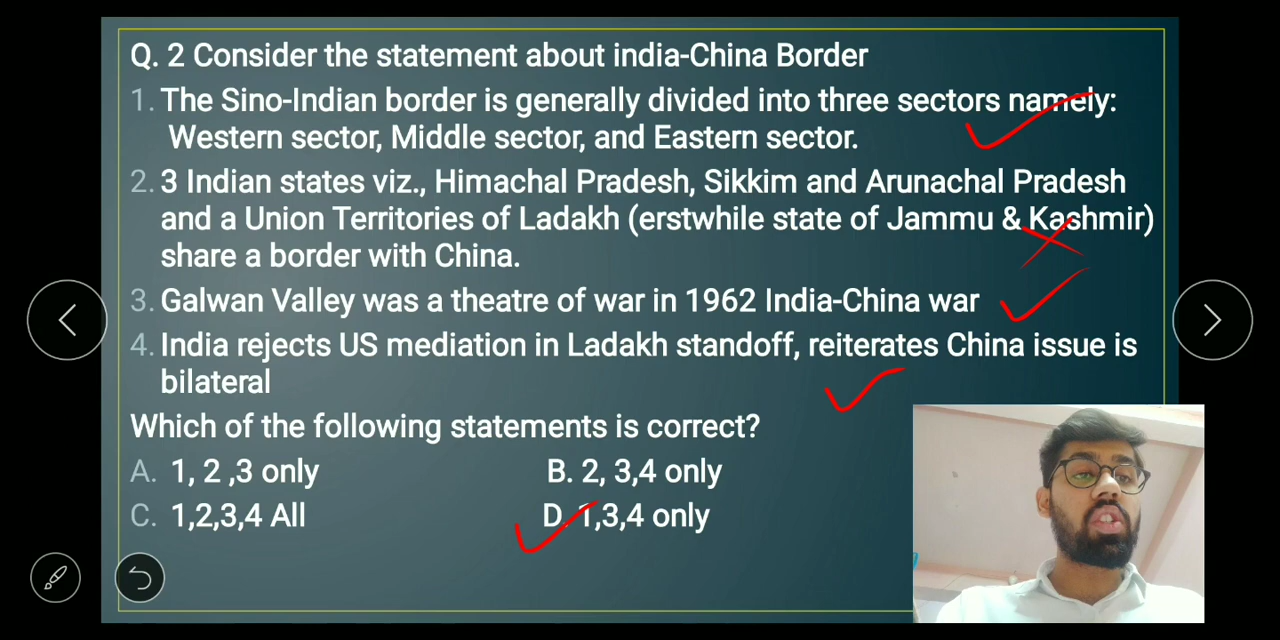 Q. 2 Consider the statement about india-China Border
1. The Sino-Indian border is generally divided into three sectors namely:
Western sector, Middle sector, and Eastern sector.
2. 3 Indian states viz., Himachal Pradesh, Sikkim and Arunachal Pradesh
and a Union Territories of Ladakh (erstwhile state of Jammu & Kashmir)
share a border with China.
3. Galwan Valley was a theatre of war in 1962 India-China war
4. India rejects US mediation in Ladakh standoff, reiterates China issue is
bilateral
Which of the following statements is correct?
A. 1, 2 ,3 only B. 2, 3,4 only
C. 1,2,3,4 All D. 1,3,4 only